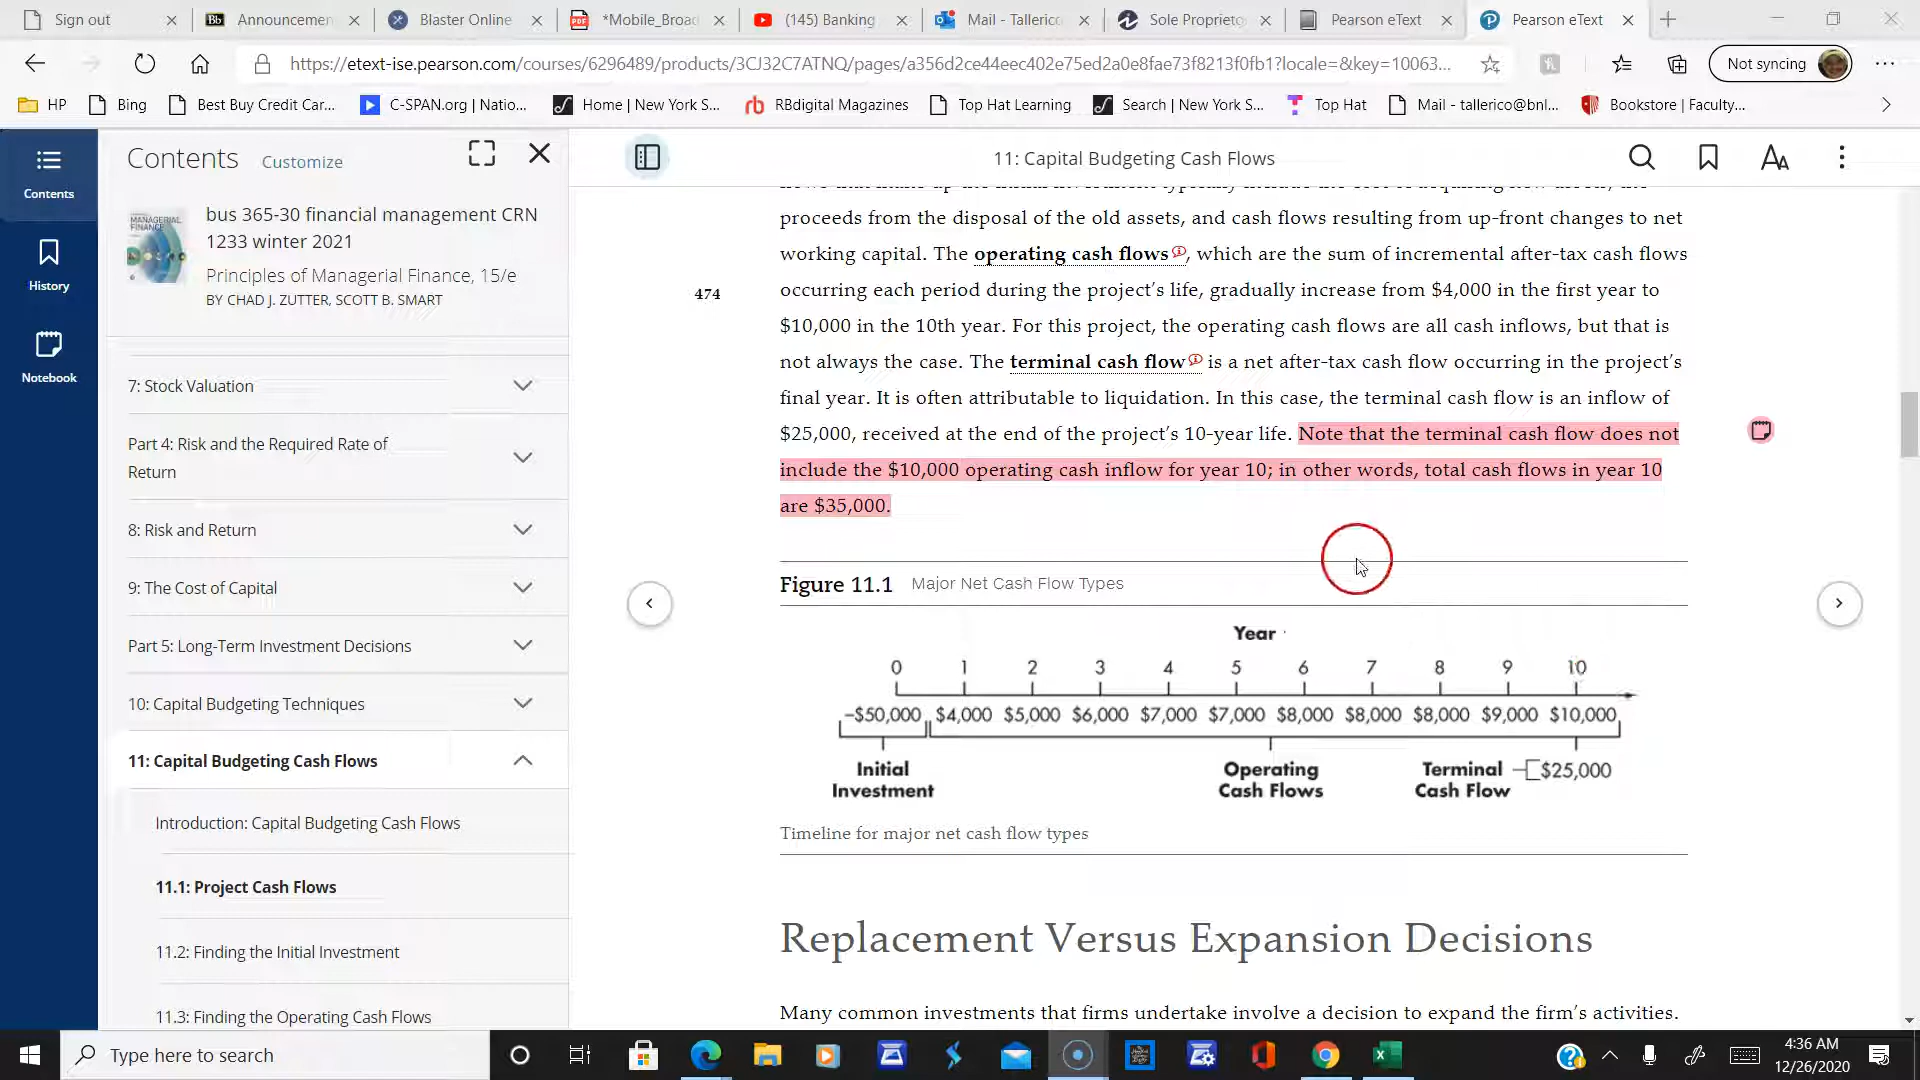 Sign out
Bb Announcemen
Blaster Online
*Mobile_Broad
(145) Banking
Mail - Tallerico
Sole Proprieto
Pearson eText
Pearson eText
https://etext-ise.pearson.com/courses/6296489/products/3CJ32C7ATNQ/pages/a356d2ce44eec402e75ed2a0e8fae73f8213f0fb1?locale=&key=10063...
Not syncing
HP
Bing
Best Buy Credit Car...
C-SPAN.org | Natio...
Home | New York S...
RBdigital Magazines
Top Hat Learning
Search | New York S...
Top Hat
Mail - tallerico@bnl...
Bookstore | Faculty...
Contents
History
Notebook
Contents Customize
MANAGERIAL
FINANCE
bus 365-30 financial management CRN
1233 winter 2021
Principles of Managerial Finance, 15/e
BY CHAD J. ZUTTER, SCOTT B. SMART
7: Stock Valuation
Part 4: Risk and the Required Rate of
Return
8: Risk and Return
9: The Cost of Capital
Part 5: Long-Term Investment Decisions
10: Capital Budgeting Techniques
11: Capital Budgeting Cash Flows
Introduction: Capital Budgeting Cash Flows
11.1: Project Cash Flows
11.2: Finding the Initial Investment
11.3: Finding the Operating Cash Flows
11: Capital Budgeting Cash Flows
AA
proceeds from the disposal of the old assets, and cash flows resulting from up-front changes to net
working capital. The operating cash flows, which are the sum of incremental after-tax cash flows
474
occurring each period during the project's life, gradually increase from $4,000 in the first year to
$10,000 in the 10th year. For this project, the operating cash flows are all cash inflows, but that is
not always the case. The terminal cash flow is a net after-tax cash flow occurring in the project's
final year. It is often attributable to liquidation. In this case, the terminal cash flow is an inflow of
$25,000, received at the end of the project's 10-year life. Note that the terminal cash flow does not
include the $10,000 operating cash inflow for year 10; in other words, total cash flows in year 10
are $35,000.
Figure 11.1 Major Net Cash Flow Types
Year
0 1 2 3 4 5 6 7 8 9 10
–$50,000 $4,000 $5,000 $6,000 $7,000 $7,000 $8,000 $8,000 $8,000 $9,000 $10,000
Initial
Investment
Operating
Cash Flows
Terminal
Cash Flow
$25,000
Timeline for major net cash flow types
Replacement Versus Expansion Decisions
Many common investments that firms undertake involve a decision to expand the firm's activities.
Type here to search
4:36 AM
12/26/2020